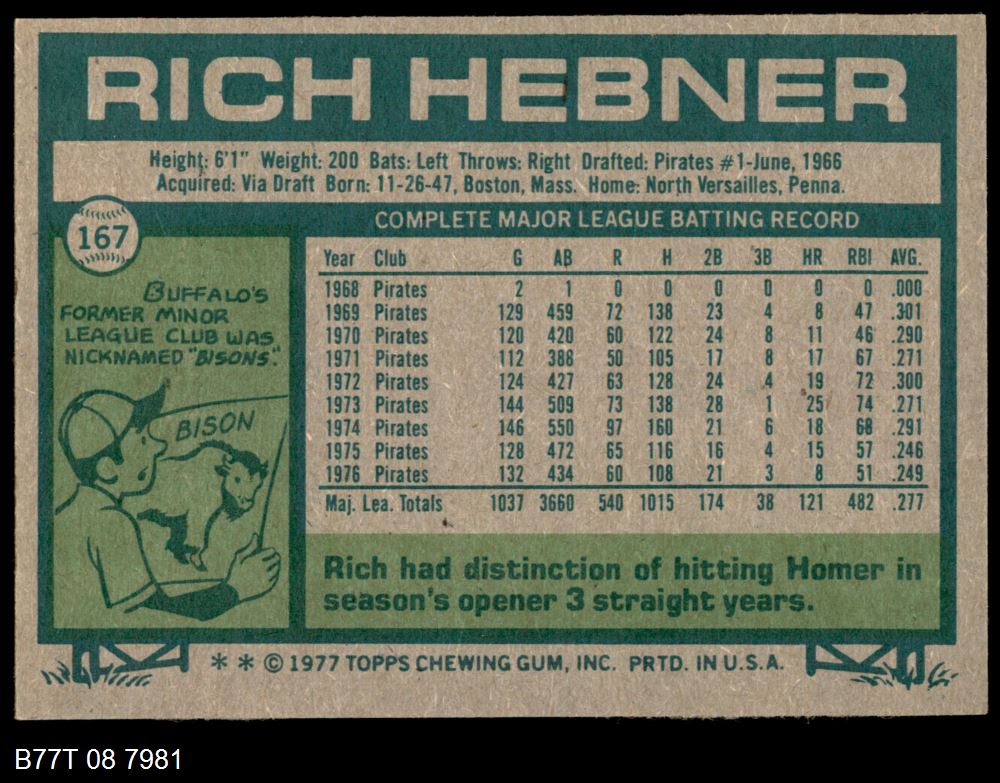 RICH HEBNER
Height: 6'1" Weight: 200 Bats: Left Throws: Right Drafted: Pirates #1-June, 1966
Acquired: Via Draft Born: 11-26-47, Boston, Mass. Home: North Versailles, Penna.
167
COMPLETE MAJOR LEAGUE BATTING RECORD
BUFFALO'S
FORMER MINOR
LEAGUE CLUB WAS
NICKNAMED "BISONS."
BISON
Year Club G AB R H 2B 3B HR RBI AVG.
1968 Pirates 2 1 0 0 0 0 0 0 .000
1969 Pirates 129 459 72 138 23 4 8 47 .301
1970 Pirates 120 420 60 122 24 8 11 46 .290
1971 Pirates 112 388 50 105 17 8 17 67 .271
1972 Pirates 124 427 63 128 24 4 19 72 .300
1973 Pirates 144 509 73 138 28 1 25 74 .271
1974 Pirates 146 550 97 160 21 6 18 68 .291
1975 Pirates 128 472 65 116 16 4 15 57 .246
1976 Pirates 132 434 60 108 21 3 8 51 .249
Maj. Lea. Totals 1037 3660 540 1015 174 38 121 482 .277
Rich had distinction of hitting Homer in
season's opener 3 straight years.
* * © 1977 TOPPS CHEWING GUM, INC. PRTD. IN U.S.A.
B77T 08 7981